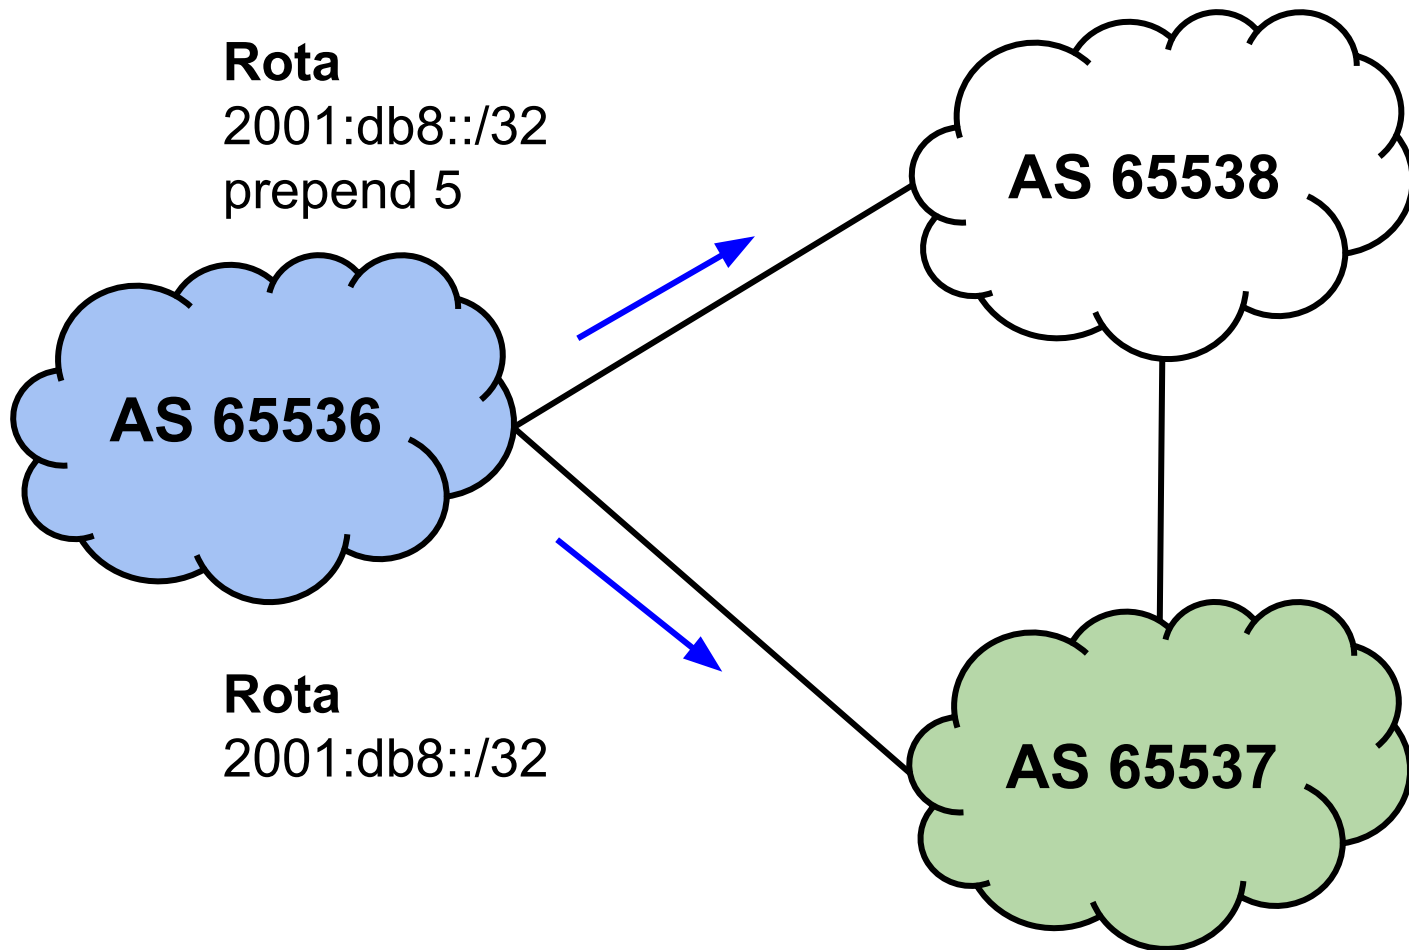 Rota
2001:db8::/32
prepend 5
AS 65538
AS 65536
Rota
2001:db8::/32
AS 65537